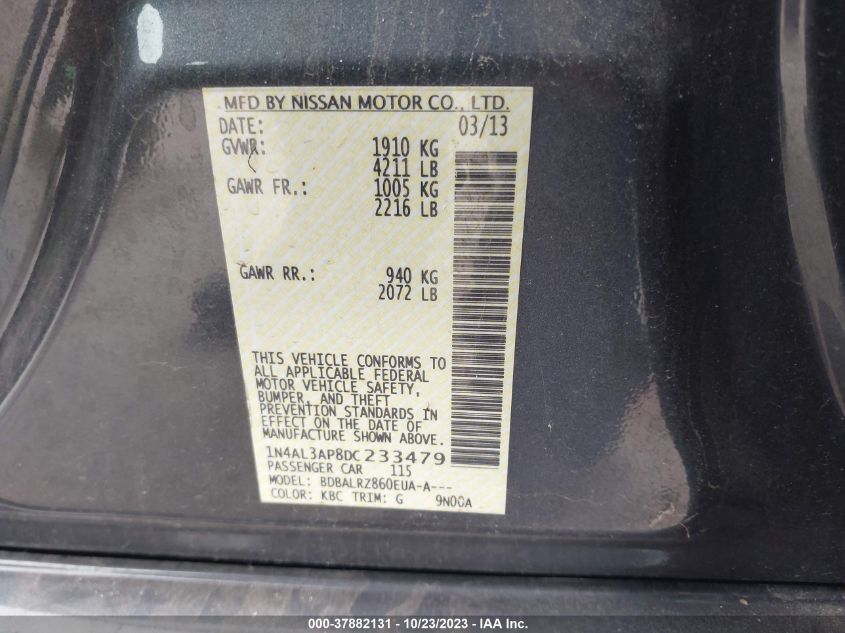 MFD BY NISSAN MOTOR CO., LTD.
DATE: 03/13
GVWR: 1910 KG
4211 LB
GAWR FR.: 1005 KG
2216 LB
GAWR RR.: 940 KG
2072 LB
THIS VEHICLE CONFORMS TO
ALL APPLICABLE FEDERAL
MOTOR VEHICLE SAFETY,
BUMPER, AND THEFT
PREVENTION STANDARDS IN
EFFECT ON THE DATE OF
MANUFACTURE SHOWN ABOVE.
1N4AL3AP8DC233479
PASSENGER CAR 115
MODEL: BDBALRZ860EUA-A---
COLOR: KBC TRIM: G 9N00A
000-37882131 - 10/23/2023 - IAA Inc.